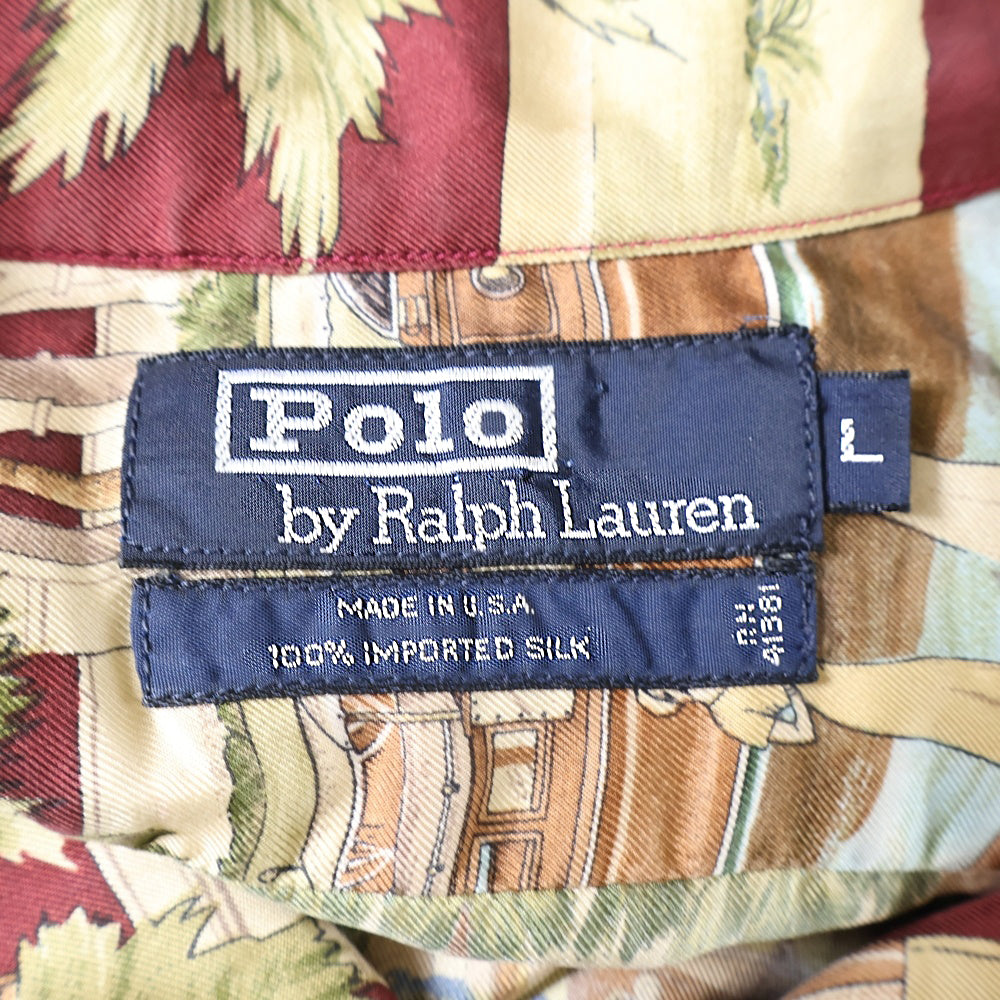 Polo
by Ralph Lauren
L
MADE IN U.S.A.
100% IMPORTED SILK
RN
41381